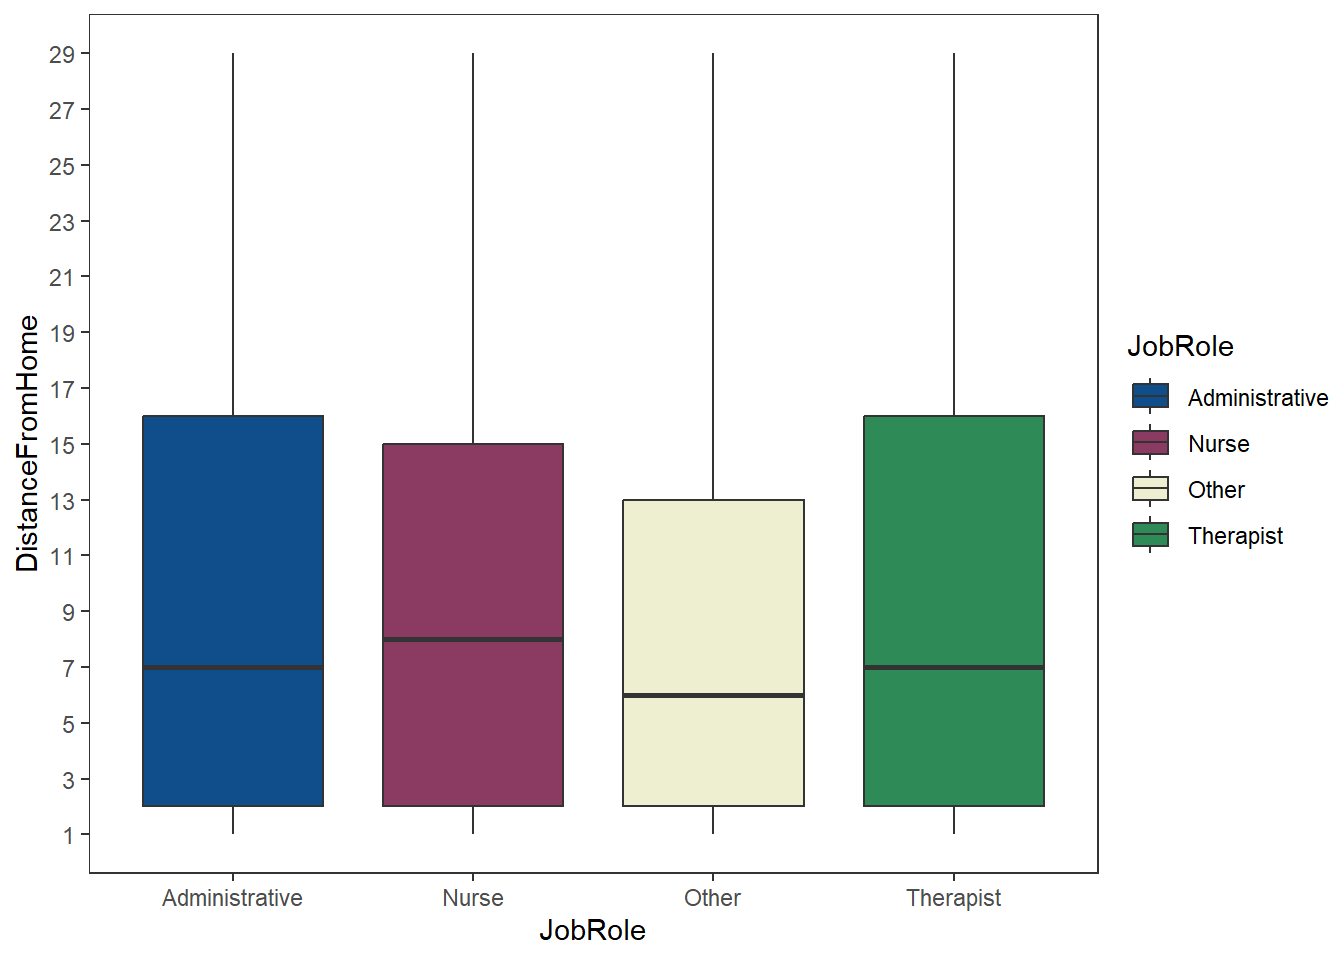 29
27
25
23
21
19
17
15
13
11
9
7
5
3
1
DistanceFromHome
Administrative
Nurse
Other
Therapist
JobRole
JobRole
Administrative
Nurse
Other
Therapist